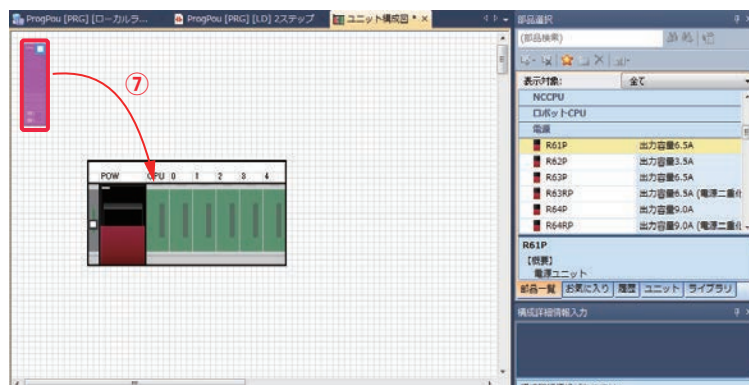 ProgPou [PRG] [ローカルラ...
ProgPou [PRG] [LD] 2ステップ
ユニット構成図 * ×
⑦
POW CPU 0 1 2 3 4
部品選択
(部品検索)
表示対象: 全て
NCCPU
ロボットCPU
電源
R61P 出力容量6.5A
R62P 出力容量3.5A
R63P 出力容量6.5A
R63RP 出力容量6.5A (電源二重化
R64P 出力容量9.0A
R64RP 出力容量9.0A (電源二重化
R61P
【概要】
電源ユニット
部品一覧 お気に入り 履歴 ユニット ライブラリ
構成詳細情報入力